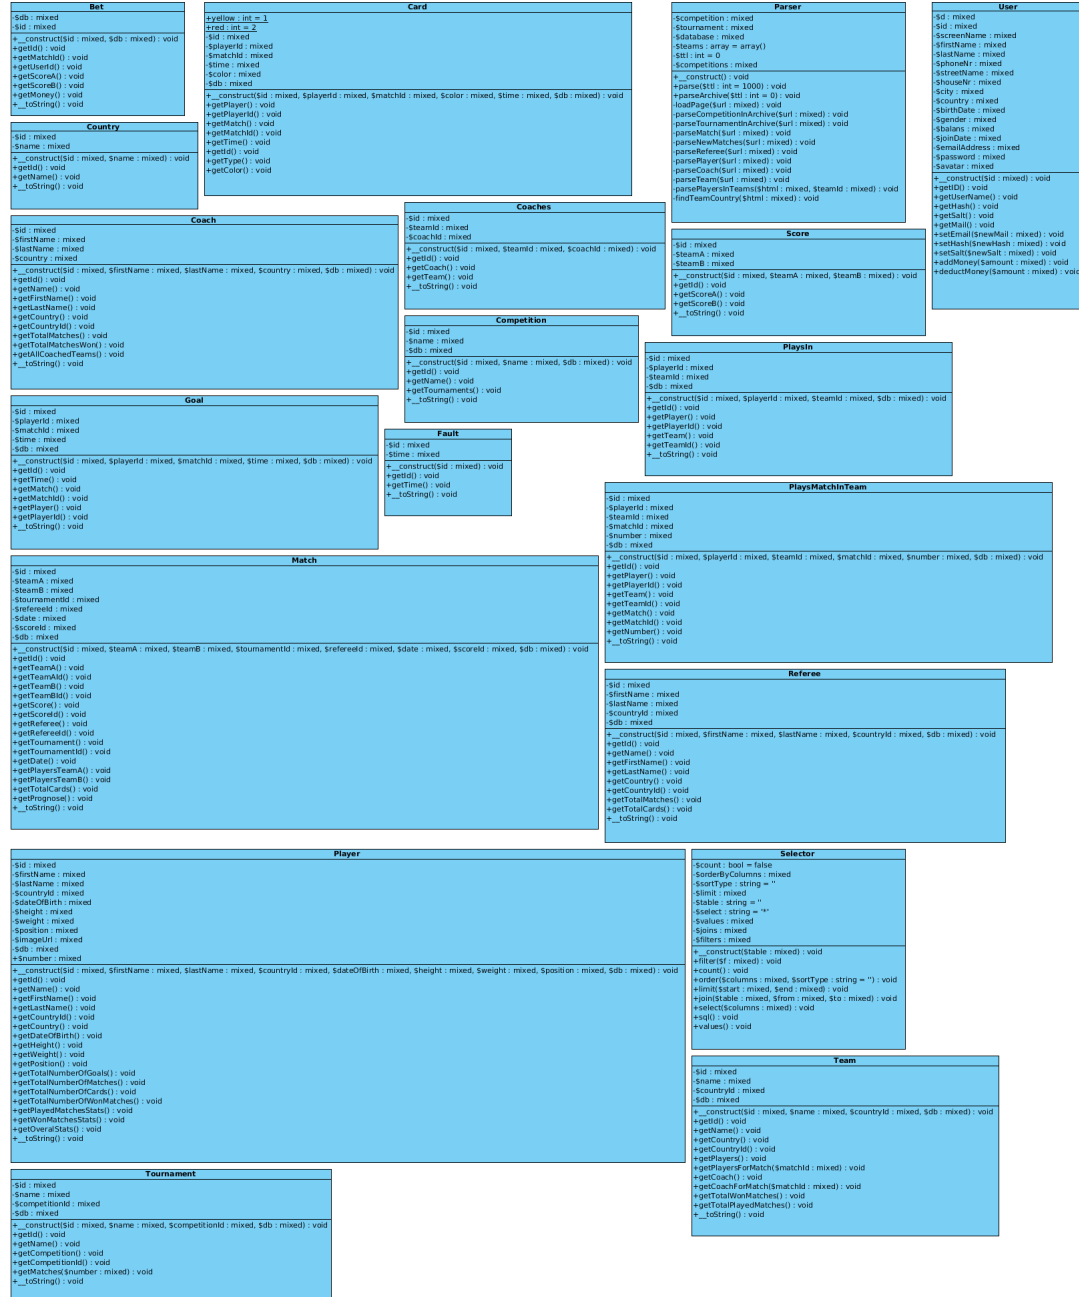 Bet
-$db : mixed
-$id : mixed
+__construct($id : mixed, $db : mixed) : void
+getId() : void
+getMatchId() : void
+getUserId() : void
+getScoreA() : void
+getScoreB() : void
+getMoney() : void
+__toString() : void
Card
+yellow : int = 1
+red : int = 2
-$id : mixed
-$playerId : mixed
-$matchId : mixed
-$time : mixed
-$color : mixed
-$db : mixed
+__construct($id : mixed, $playerId : mixed, $matchId : mixed, $color : mixed, $time : mixed, $db : mixed) : void
+getPlayer() : void
+getPlayerId() : void
+getMatch() : void
+getMatchId() : void
+getTime() : void
+getId() : void
+getType() : void
+getColor() : void
Parser
-$competition : mixed
-$tournament : mixed
-$database : mixed
-$teams : array = array()
-$ttl : int = 0
-$competitions : mixed
+__construct() : void
+parse($ttl : int = 1000) : void
+parseArchive($ttl : int = 0) : void
-loadPage($url : mixed) : void
-parseCompetitionInArchive($url : mixed) : void
-parseTournamentInArchive($url : mixed) : void
-parseMatch($url : mixed) : void
-parseNewMatches($url : mixed) : void
-parseReferee($url : mixed) : void
-parsePlayer($url : mixed) : void
-parseCoach($url : mixed) : void
-parseTeam($url : mixed) : void
-parsePlayersInTeams($html : mixed, $teamId : mixed) : void
-findTeamCountry($html : mixed) : void
User
-$d : mixed
-$id : mixed
-$screenName : mixed
-$firstName : mixed
-$lastName : mixed
-$phoneNr : mixed
-$streetName : mixed
-$houseNr : mixed
-$city : mixed
-$country : mixed
-$birthDate : mixed
-$gender : mixed
-$balans : mixed
-$joinDate : mixed
-$emailAddress : mixed
-$password : mixed
-$avatar : mixed
+__construct($id : mixed) : void
+getID() : void
+getUserName() : void
+getHash() : void
+getSalt() : void
+getMail() : void
+setEmail($newMail : mixed) : void
+setHash($newHash : mixed) : void
+setSalt($newSalt : mixed) : void
+addMoney($amount : mixed) : void
+deductMoney($amount : mixed) : void
Country
-$id : mixed
-$name : mixed
+__construct($id : mixed, $name : mixed) : void
+getId() : void
+getName() : void
+__toString() : void
Coach
-$id : mixed
-$firstName : mixed
-$lastName : mixed
-$country : mixed
+__construct($id : mixed, $firstName : mixed, $lastName : mixed, $country : mixed, $db : mixed) : void
+getId() : void
+getName() : void
+getFirstName() : void
+getLastName() : void
+getCountry() : void
+getCountryId() : void
+getTotalMatches() : void
+getTotalMatchesWon() : void
+getAllCoachedTeams() : void
+__toString() : void
Coaches
-$id : mixed
-$teamId : mixed
-$coachId : mixed
+__construct($id : mixed, $teamId : mixed, $coachId : mixed) : void
+getId() : void
+getCoach() : void
+getTeam() : void
+__toString() : void
Score
-$id : mixed
-$teamA : mixed
-$teamB : mixed
+__construct($id : mixed, $teamA : mixed, $teamB : mixed) : void
+getId() : void
+getScoreA() : void
+getScoreB() : void
+__toString() : void
Competition
-$id : mixed
-$name : mixed
-$db : mixed
+__construct($id : mixed, $name : mixed, $db : mixed) : void
+getId() : void
+getName() : void
+getTournaments() : void
+__toString() : void
PlaysIn
-$id : mixed
-$playerId : mixed
-$teamId : mixed
-$db : mixed
+__construct($id : mixed, $playerId : mixed, $teamId : mixed, $db : mixed) : void
+getId() : void
+getPlayer() : void
+getPlayerId() : void
+getTeam() : void
+getTeamId() : void
+__toString() : void
Goal
-$id : mixed
-$playerId : mixed
-$matchId : mixed
-$time : mixed
-$db : mixed
+__construct($id : mixed, $playerId : mixed, $matchId : mixed, $time : mixed, $db : mixed) : void
+getId() : void
+getTime() : void
+getMatch() : void
+getMatchId() : void
+getPlayer() : void
+getPlayerId() : void
+__toString() : void
Fault
-$id : mixed
-$time : mixed
+__construct($id : mixed) : void
+getId() : void
+getTime() : void
+__toString() : void
PlaysMatchInTeam
-$id : mixed
-$playerId : mixed
-$teamId : mixed
-$matchId : mixed
-$number : mixed
-$db : mixed
+__construct($id : mixed, $playerId : mixed, $teamId : mixed, $matchId : mixed, $number : mixed, $db : mixed) : void
+getId() : void
+getPlayer() : void
+getPlayerId() : void
+getTeam() : void
+getTeamId() : void
+getMatch() : void
+getMatchId() : void
+getNumber() : void
+__toString() : void
Match
-$id : mixed
-$teamA : mixed
-$teamB : mixed
-$tournamentId : mixed
-$refereeId : mixed
-$date : mixed
-$scoreId : mixed
-$db : mixed
+__construct($id : mixed, $teamA : mixed, $teamB : mixed, $tournamentId : mixed, $refereeId : mixed, $date : mixed, $scoreId : mixed, $db : mixed) : void
+getId() : void
+getTeamA() : void
+getTeamAId() : void
+getTeamB() : void
+getTeamBId() : void
+getScore() : void
+getScoreId() : void
+getReferee() : void
+getRefereeId() : void
+getTournament() : void
+getTournamentId() : void
+getDate() : void
+getPlayersTeamA() : void
+getPlayersTeamB() : void
+getTotalCards() : void
+getPrognose() : void
+__toString() : void
Referee
-$id : mixed
-$firstName : mixed
-$lastName : mixed
-$countryId : mixed
-$db : mixed
+__construct($id : mixed, $firstName : mixed, $lastName : mixed, $countryId : mixed, $db : mixed) : void
+getId() : void
+getName() : void
+getFirstName() : void
+getLastName() : void
+getCountry() : void
+getCountryId() : void
+getTotalMatches() : void
+getTotalCards() : void
+__toString() : void
Player
-$id : mixed
-$firstName : mixed
-$lastName : mixed
-$countryId : mixed
-$dateOfBirth : mixed
-$height : mixed
-$weight : mixed
-$position : mixed
-$imageUrl : mixed
-$db : mixed
+$number : mixed
+__construct($id : mixed, $firstName : mixed, $lastName : mixed, $countryId : mixed, $dateOfBirth : mixed, $height : mixed, $weight : mixed, $position : mixed, $db : mixed) : void
+getId() : void
+getName() : void
+getFirstName() : void
+getLastName() : void
+getCountryId() : void
+getCountry() : void
+getDateOfBirth() : void
+getHeight() : void
+getWeight() : void
+getPosition() : void
+getTotalNumberOfGoals() : void
+getTotalNumberOfMatches() : void
+getTotalNumberOfCards() : void
+getTotalNumberOfWonMatches() : void
+getPlayedMatchesStats() : void
+getWonMatchesStats() : void
+getOveralStats() : void
+__toString() : void
Selector
-$count : bool = false
-$orderByColumns : mixed
-$sortType : string = ''
-$limit : mixed
-$table : string = ''
-$select : string = '*'
-$values : mixed
-$joins : mixed
-$filters : mixed
+__construct($table : mixed) : void
+filter($f : mixed) : void
+count() : void
+order($columns : mixed, $sortType : string = '') : void
+limit($start : mixed, $end : mixed) : void
+join($table : mixed, $from : mixed, $to : mixed) : void
+select($columns : mixed) : void
+sql() : void
+values() : void
Team
-$id : mixed
-$name : mixed
-$countryId : mixed
-$db : mixed
+__construct($id : mixed, $name : mixed, $countryId : mixed, $db : mixed) : void
+getId() : void
+getName() : void
+getCountry() : void
+getCountryId() : void
+getPlayers() : void
+getPlayersForMatch($matchId : mixed) : void
+getCoach() : void
+getCoachForMatch($matchId : mixed) : void
+getTotalWonMatches() : void
+getTotalPlayedMatches() : void
+__toString() : void
Tournament
-$id : mixed
-$name : mixed
-$competitionId : mixed
-$db : mixed
+__construct($id : mixed, $name : mixed, $competitionId : mixed, $db : mixed) : void
+getId() : void
+getName() : void
+getCompetition() : void
+getCompetitionId() : void
+getMatches($number : mixed) : void
+__toString() : void